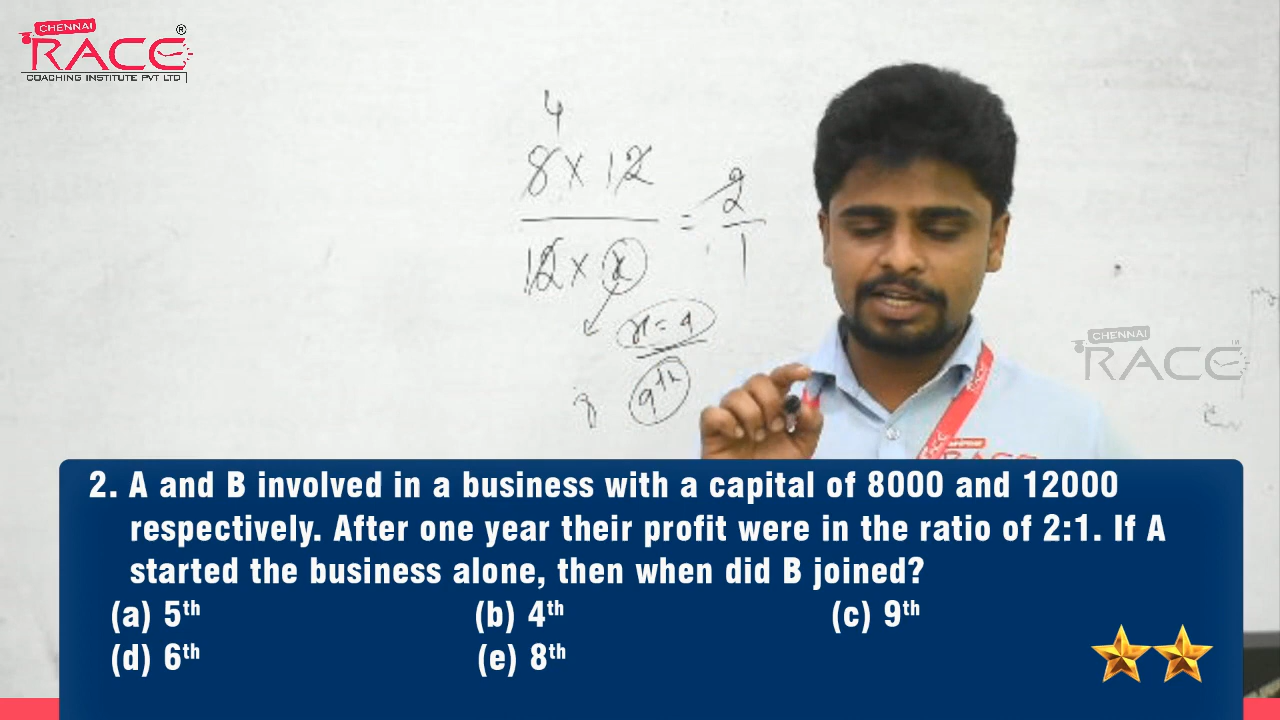 CHENNAI
RACE®
COACHING INSTITUTE PVT LTD
4
8 x 12
12 x x
= 2
1
x = 4
9th
CHENNAI
RACE
RACE
2. A and B involved in a business with a capital of 8000 and 12000
respectively. After one year their profit were in the ratio of 2:1. If A
started the business alone, then when did B joined?
(a) 5th (b) 4th (c) 9th
(d) 6th (e) 8th